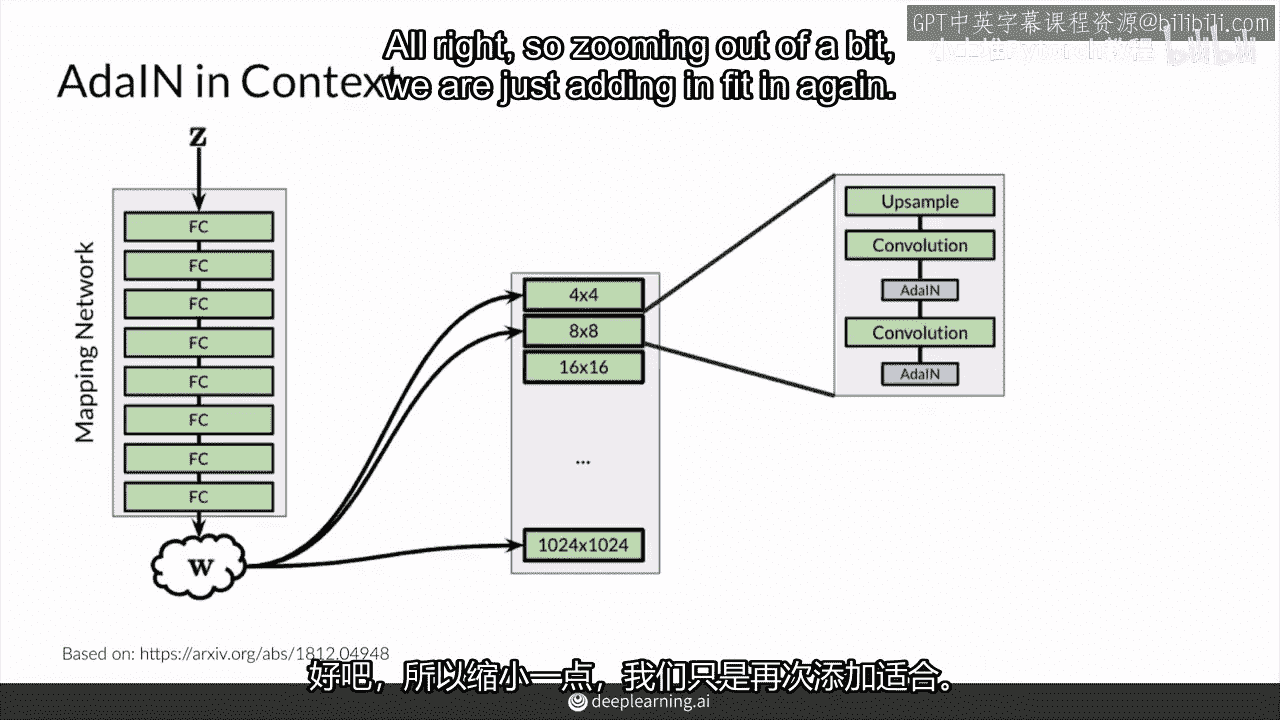 GPT中英字幕课程资源@bilibili.com
All right, so zooming out of a bit,
we are just adding in fit in again.
AdaIN in Context
z
Mapping Network
FC
FC
FC
FC
FC
FC
FC
FC
w
4x4
8x8
16x16
...
1024x1024
Upsample
Convolution
AdaIN
Convolution
AdaIN
Based on: https://arxiv.org/abs/1812.04948
好吧，所以缩小一点，我们只是再次添加适合。
deeplearning.ai